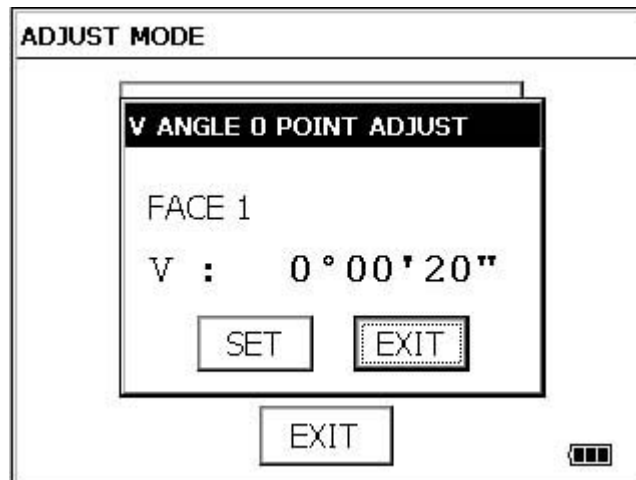 ADJUST MODE
V ANGLE 0 POINT ADJUST
FACE 1
V : 0°00'20"
SET EXIT
EXIT